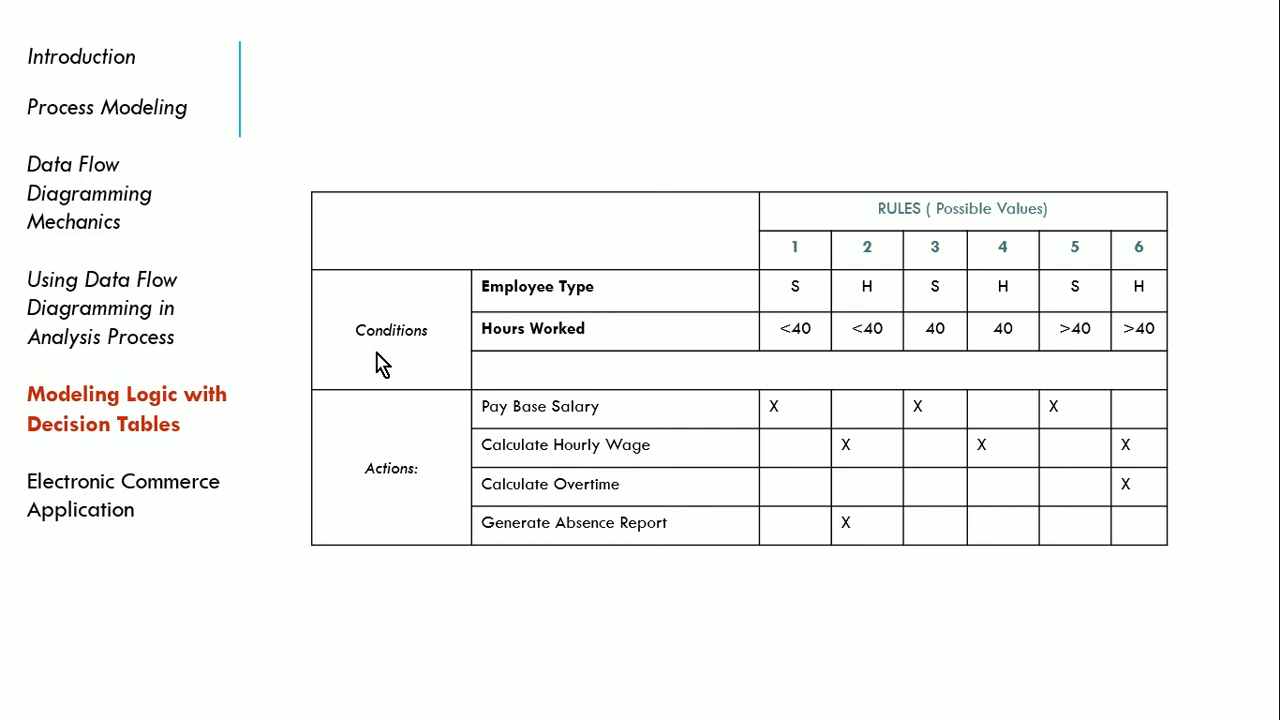 Introduction
Process Modeling
Data Flow
Diagramming
Mechanics
Using Data Flow
Diagramming in
Analysis Process
Modeling Logic with
Decision Tables
Electronic Commerce
Application
RULES ( Possible Values)
1 2 3 4 5 6
Conditions
Employee Type S H S H S H
Hours Worked <40 <40 40 40 >40 >40
Actions:
Pay Base Salary X X X
Calculate Hourly Wage X X X
Calculate Overtime X
Generate Absence Report X